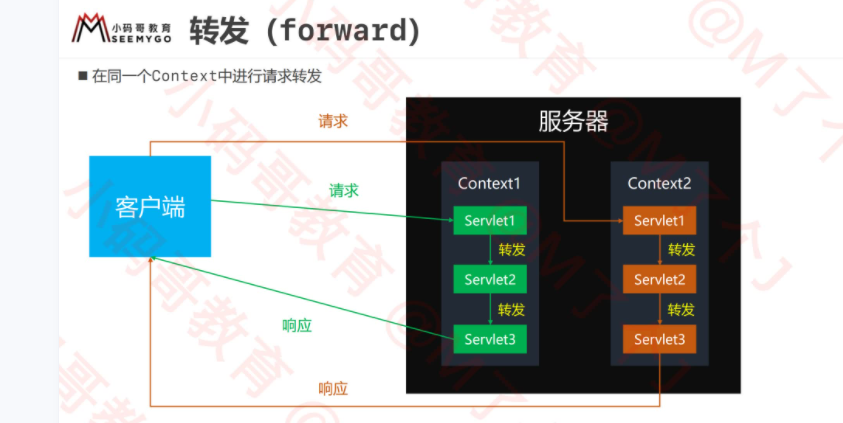 小码哥教育
SEEMYGO
转发（forward）
■ 在同一个Context中进行请求转发
请求
服务器
客户端
请求
Context1
Context2
Servlet1
Servlet1
转发
转发
Servlet2
Servlet2
转发
转发
响应
Servlet3
Servlet3
响应
小码哥教育 @M了个J